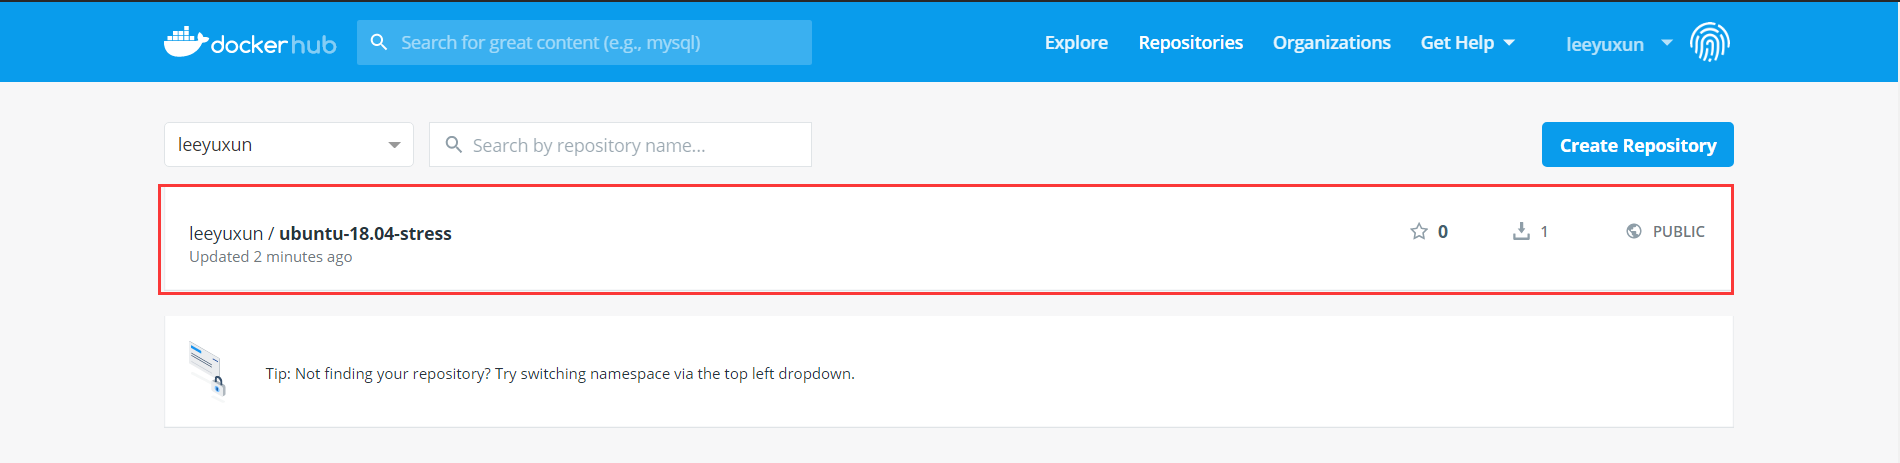 docker hub
Search for great content (e.g., mysql)
Explore
Repositories
Organizations
Get Help
leeyuxun
leeyuxun
Search by repository name...
Create Repository
leeyuxun / ubuntu-18.04-stress
0
1
PUBLIC
Updated 2 minutes ago
Tip: Not finding your repository? Try switching namespace via the top left dropdown.